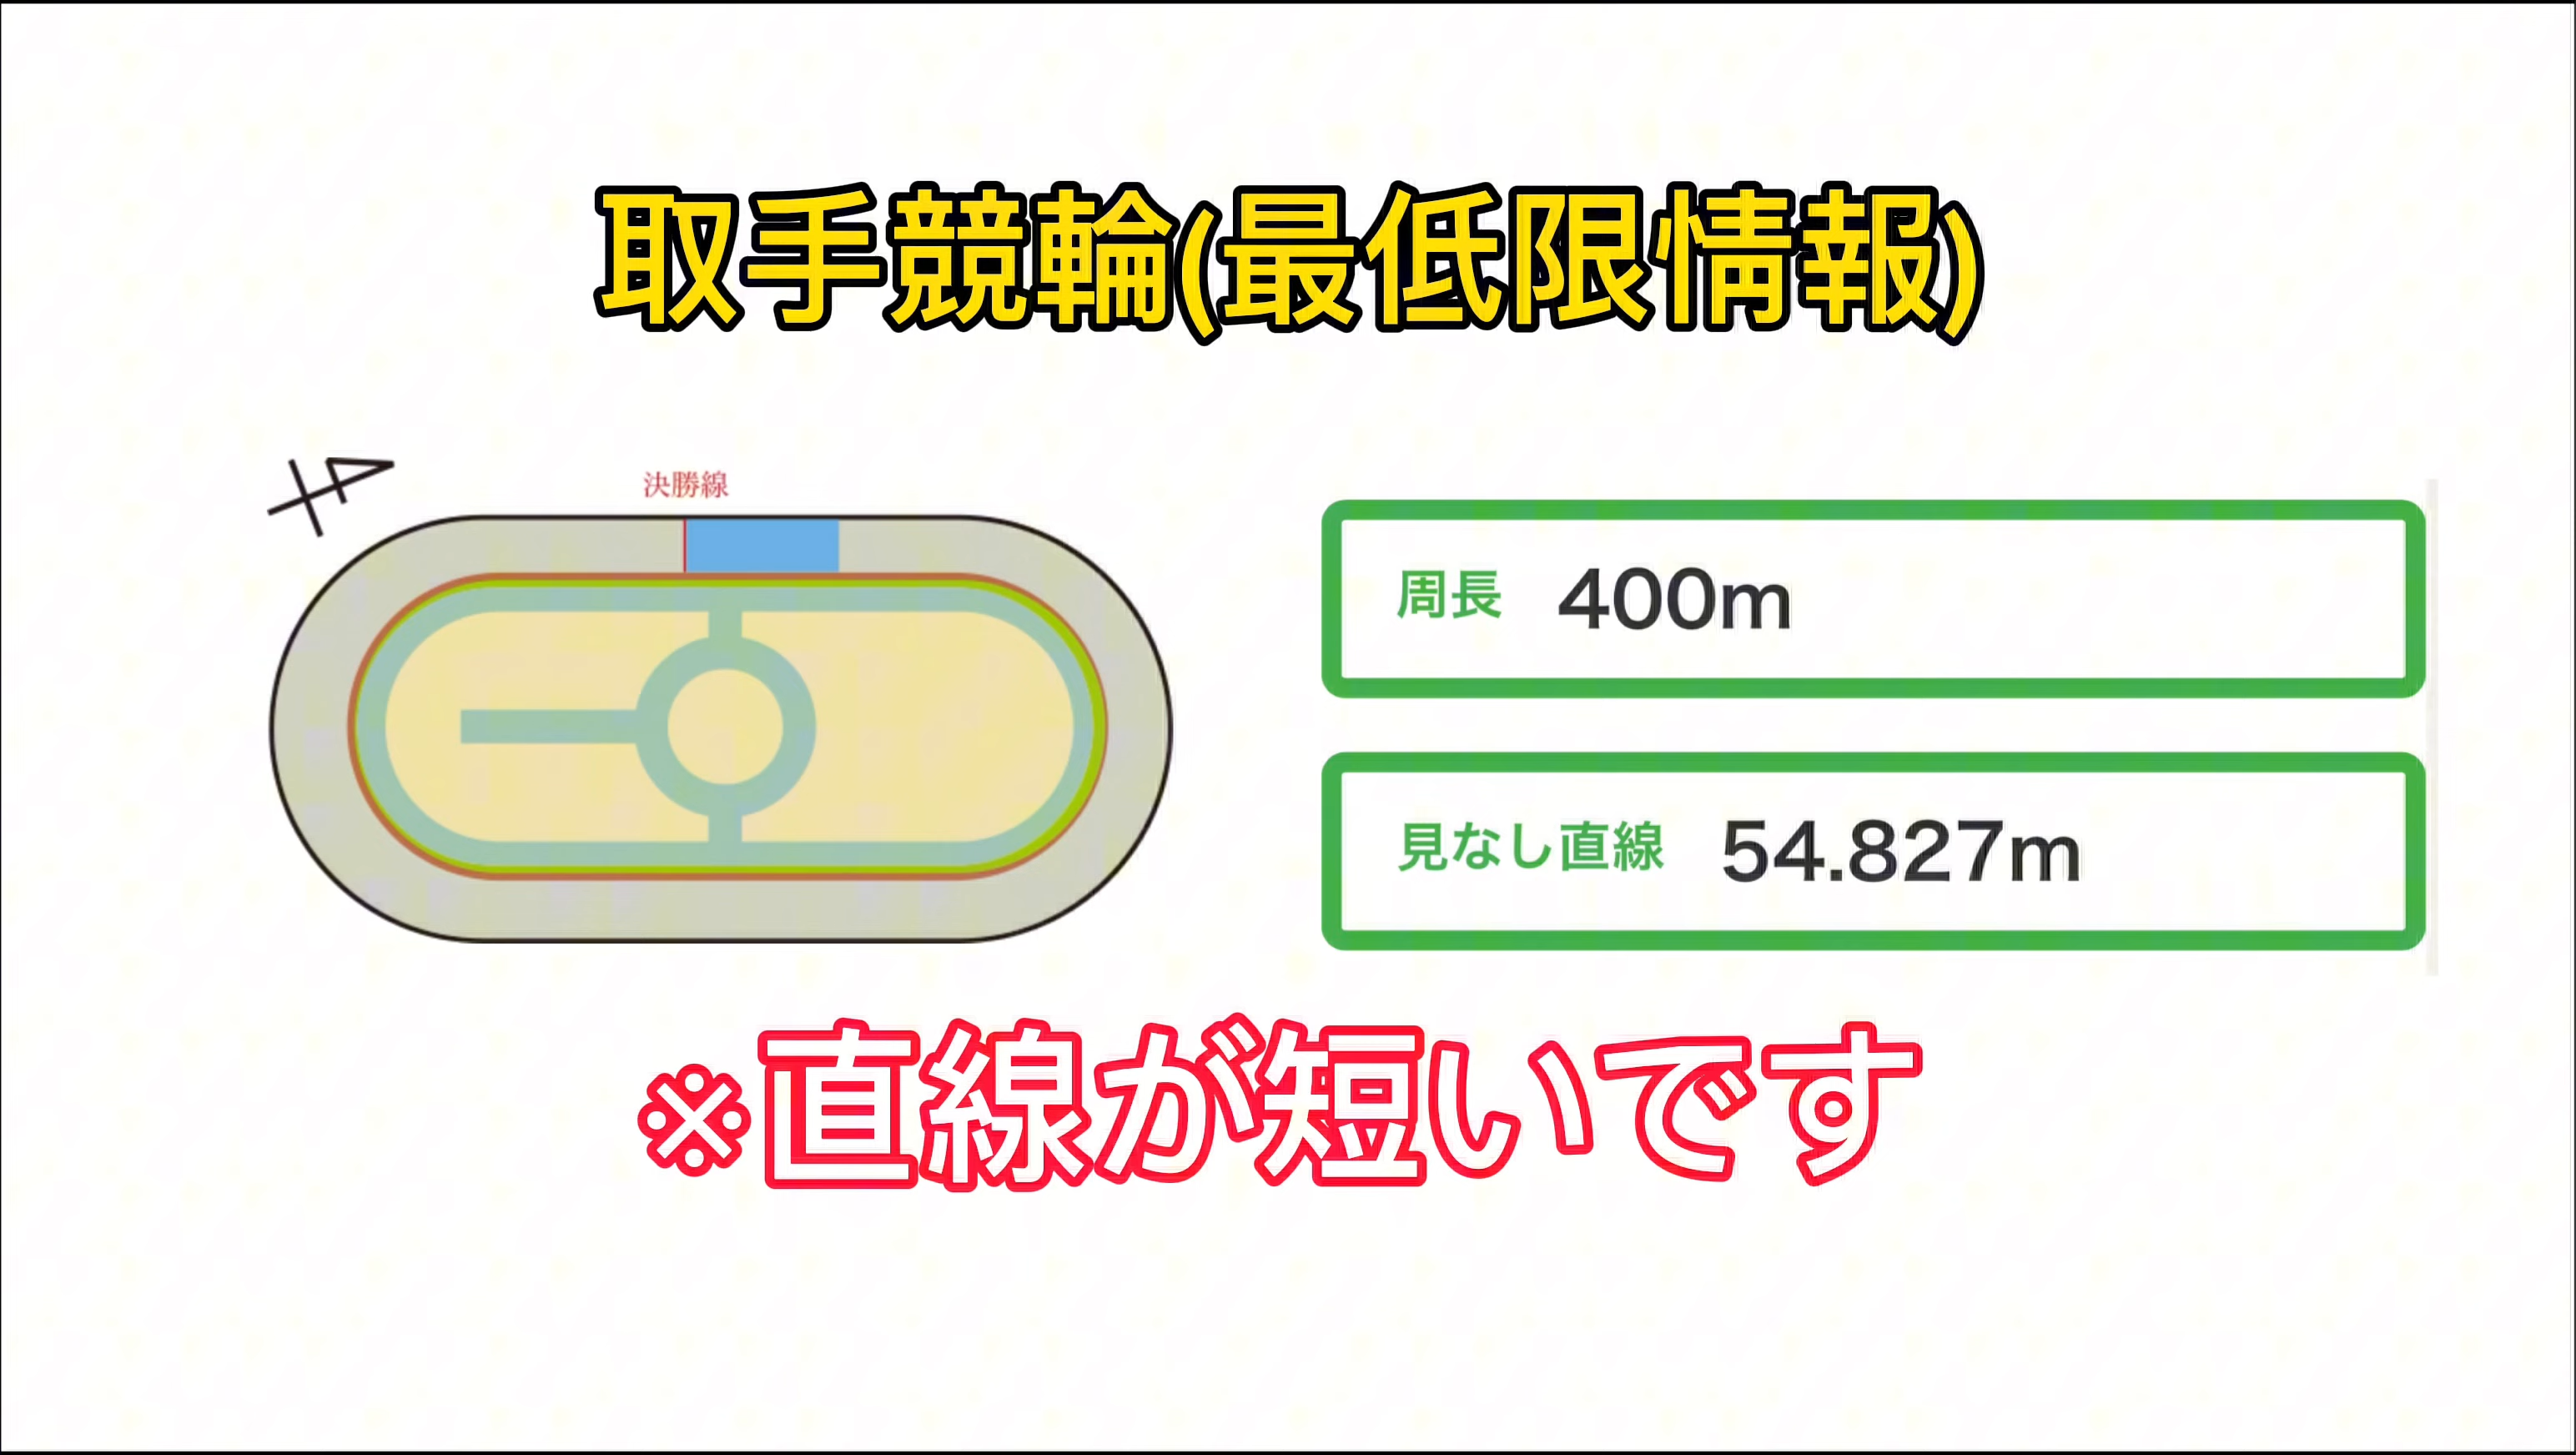 取手競輪(最低限情報)
決勝線
周長 400m
見なし直線 54.827m
※直線が短いです